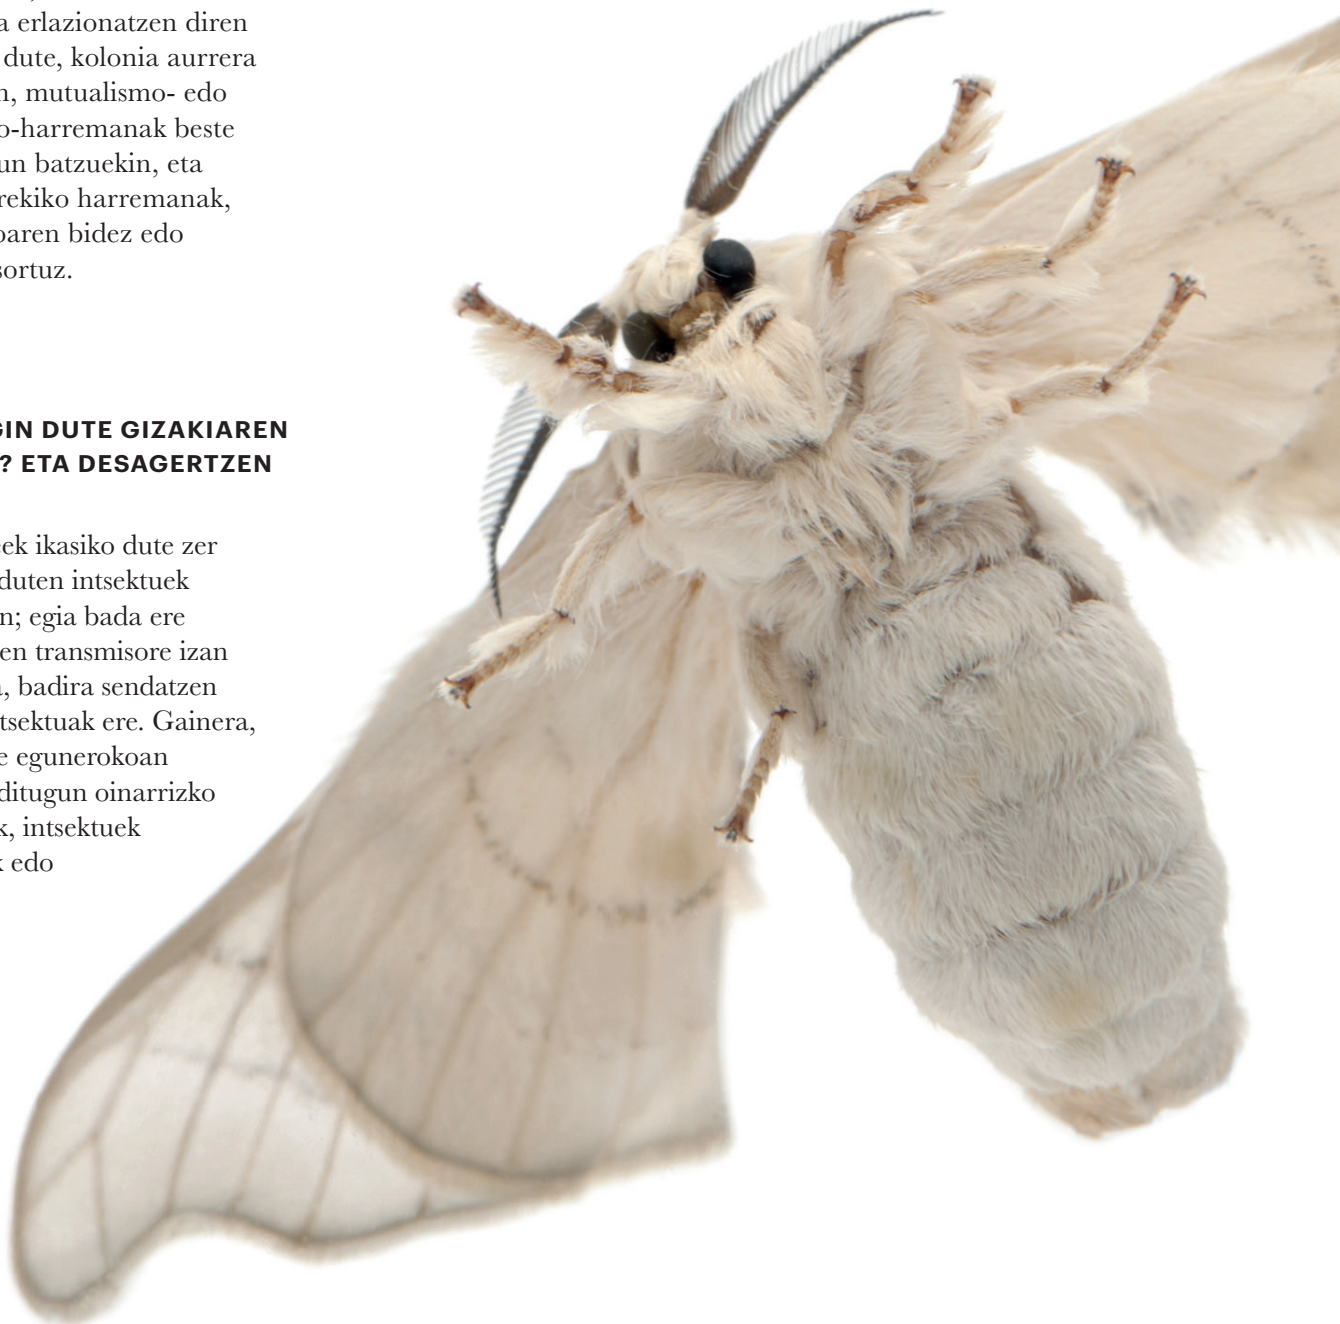 a erlazionatzen diren
dute, kolonia aurrera
n, mutualismo- edo
o-harremanak beste
un batzuekin, eta
rekiko harremanak,
oaren bidez edo
sortuz.
GIN DUTE GIZAKIAREN
? ETA DESAGERTZEN
ek ikasiko dute zer
duten intsektuek
n; egia bada ere
en transmisore izan
, badira sendatzen
tsektuak ere. Gainera,
e egunerokoan
ditugun oinarrizko
k, intsektuek
k edo